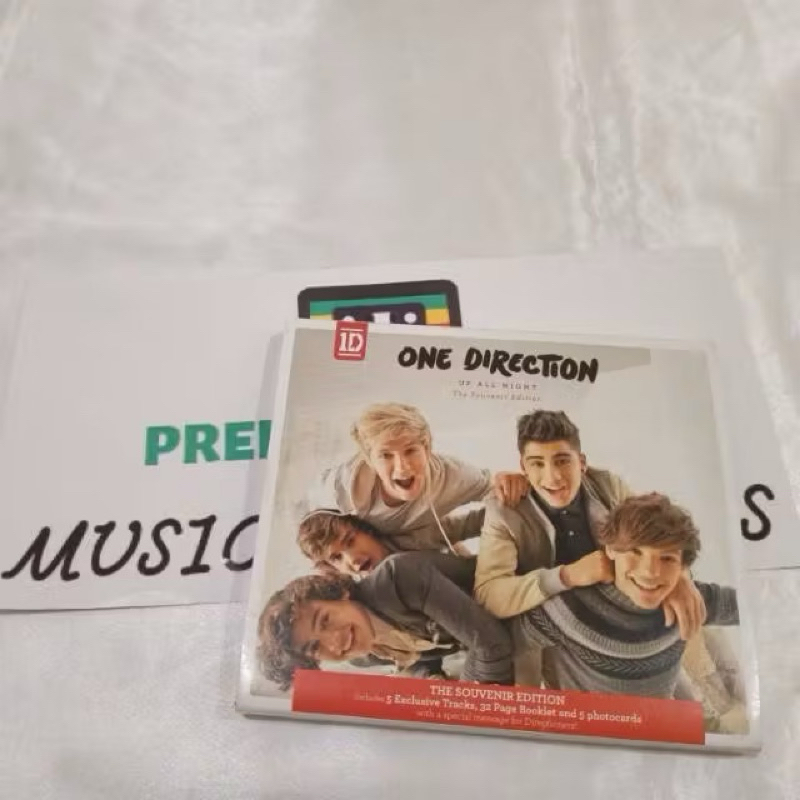 1D
ONE DIRECTION
UP ALL NIGHT
The Souvenir Edition
PREI
MUSIC
S
THE SOUVENIR EDITION
Includes 5 Exclusive Tracks, 32 Page Booklet and 5 photocards
with a special message for Directioners!